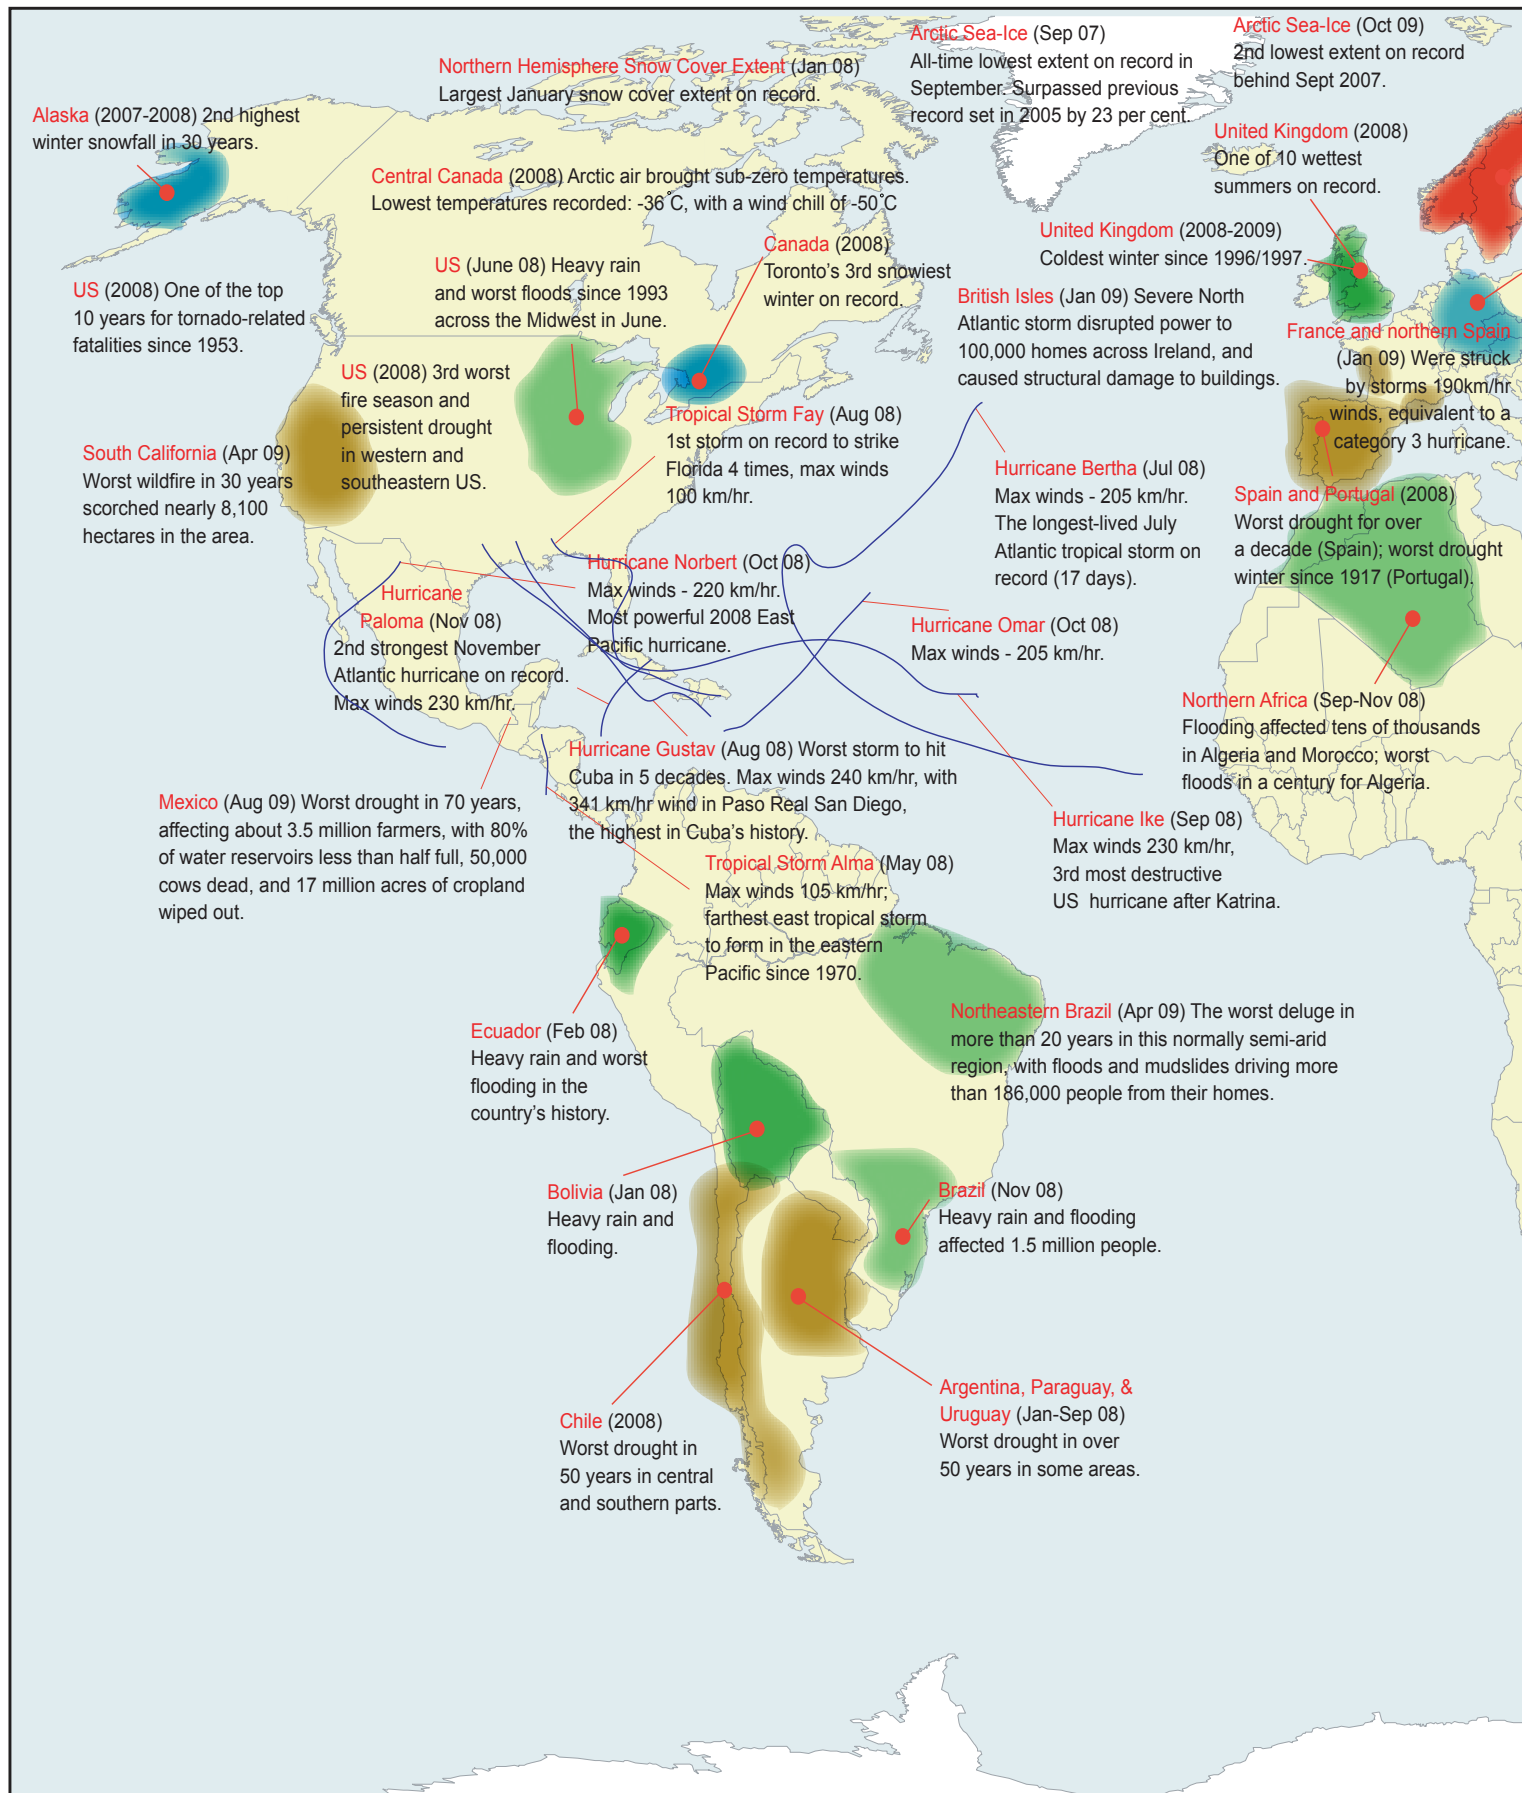 Arctic Sea-Ice (Sep 07)
All-time lowest extent on record in
September. Surpassed previous
record set in 2005 by 23 per cent.
Arctic Sea-Ice (Oct 09)
2nd lowest extent on record
behind Sept 2007.
Northern Hemisphere Snow Cover Extent (Jan 08)
Largest January snow cover extent on record.
Alaska (2007-2008) 2nd highest
winter snowfall in 30 years.
United Kingdom (2008)
One of 10 wettest
summers on record.
Central Canada (2008) Arctic air brought sub-zero temperatures.
Lowest temperatures recorded: -36°C, with a wind chill of -50°C
United Kingdom (2008-2009)
Coldest winter since 1996/1997.
Canada (2008)
Toronto's 3rd snowiest
winter on record.
US (June 08) Heavy rain
and worst floods since 1993
across the Midwest in June.
US (2008) One of the top
10 years for tornado-related
fatalities since 1953.
British Isles (Jan 09) Severe North
Atlantic storm disrupted power to
100,000 homes across Ireland, and
caused structural damage to buildings.
France and northern Spain
(Jan 09) Were struck
by storms 190km/hr
winds, equivalent to a
category 3 hurricane.
US (2008) 3rd worst
fire season and
persistent drought
in western and
southeastern US.
Tropical Storm Fay (Aug 08)
1st storm on record to strike
Florida 4 times, max winds
100 km/hr.
South California (Apr 09)
Worst wildfire in 30 years
scorched nearly 8,100
hectares in the area.
Hurricane Bertha (Jul 08)
Max winds - 205 km/hr.
The longest-lived July
Atlantic tropical storm on
record (17 days).
Spain and Portugal (2008)
Worst drought for over
a decade (Spain); worst drought
winter since 1917 (Portugal).
Hurricane Norbert (Oct 08)
Max winds - 220 km/hr.
Most powerful 2008 East
Pacific hurricane.
Hurricane
Paloma (Nov 08)
2nd strongest November
Atlantic hurricane on record.
Max winds 230 km/hr.
Hurricane Omar (Oct 08)
Max winds - 205 km/hr.
Northern Africa (Sep-Nov 08)
Flooding affected tens of thousands
in Algeria and Morocco; worst
floods in a century for Algeria.
Hurricane Gustav (Aug 08) Worst storm to hit
Cuba in 5 decades. Max winds 240 km/hr, with
341 km/hr wind in Paso Real San Diego,
the highest in Cuba's history.
Mexico (Aug 09) Worst drought in 70 years,
affecting about 3.5 million farmers, with 80%
of water reservoirs less than half full, 50,000
cows dead, and 17 million acres of cropland
wiped out.
Hurricane Ike (Sep 08)
Max winds 230 km/hr,
3rd most destructive
US hurricane after Katrina.
Tropical Storm Alma (May 08)
Max winds 105 km/hr;
farthest east tropical storm
to form in the eastern
Pacific since 1970.
Ecuador (Feb 08)
Heavy rain and worst
flooding in the
country's history.
Northeastern Brazil (Apr 09) The worst deluge in
more than 20 years in this normally semi-arid
region, with floods and mudslides driving more
than 186,000 people from their homes.
Bolivia (Jan 08)
Heavy rain and
flooding.
Brazil (Nov 08)
Heavy rain and flooding
affected 1.5 million people.
Argentina, Paraguay, &
Uruguay (Jan-Sep 08)
Worst drought in over
50 years in some areas.
Chile (2008)
Worst drought in
50 years in central
and southern parts.